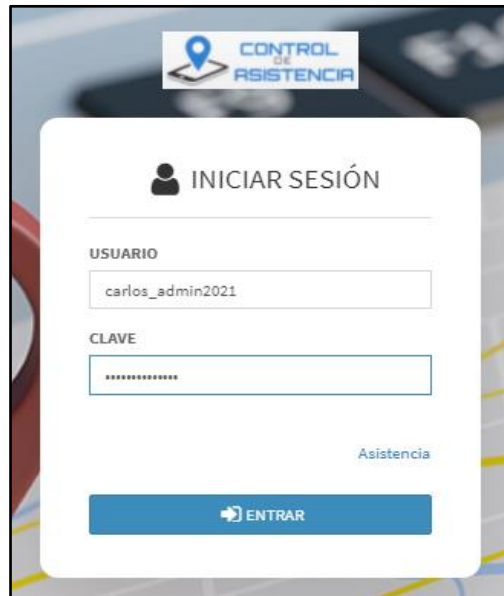 CONTROL
DE
ASISTENCIA
INICIAR SESIÓN
USUARIO
carlos_admin2021
CLAVE
••••••••••••••
Asistencia
ENTRAR